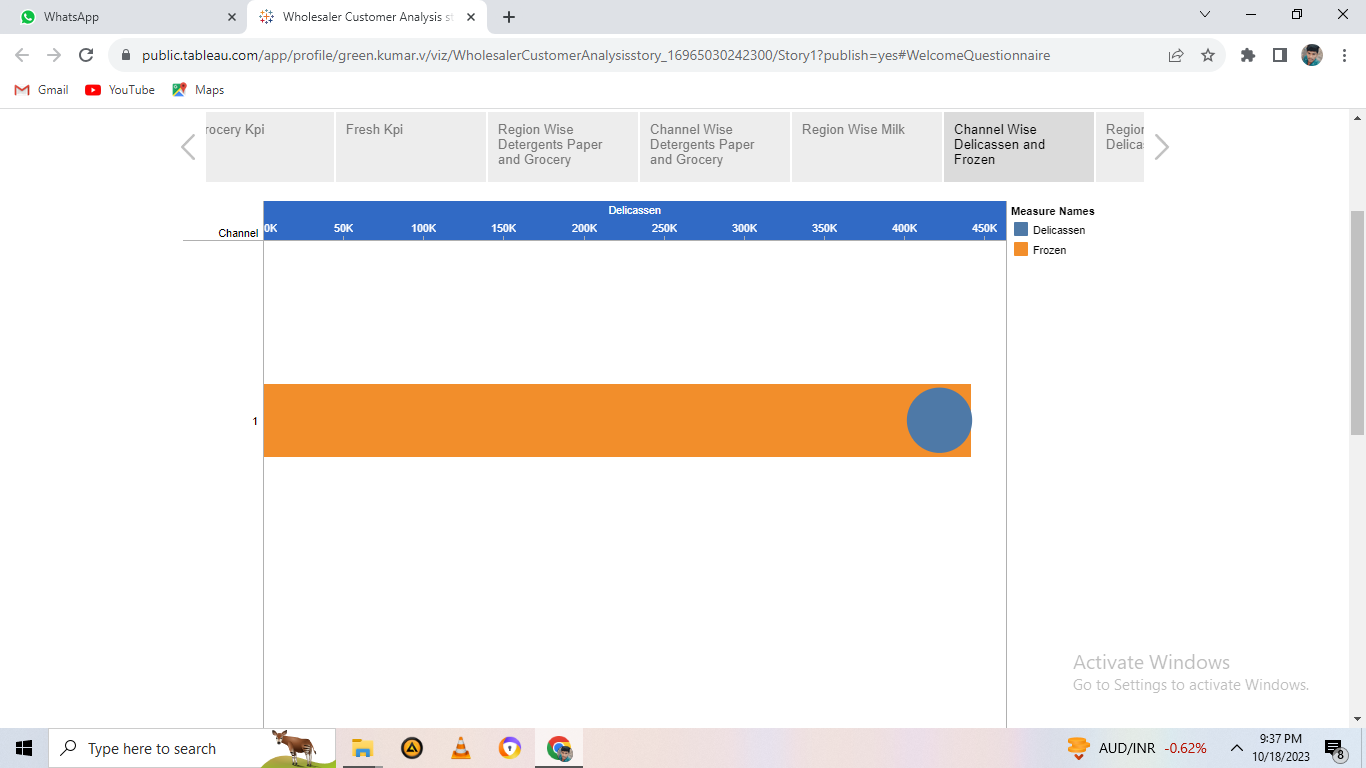 WhatsApp
Wholesaler Customer Analysis st
public.tableau.com/app/profile/green.kumar.v/viz/WholesalerCustomerAnalysisstory_16965030242300/Story1?publish=yes#WelcomeQuestionnaire
Gmail
YouTube
Maps
rocery Kpi
Fresh Kpi
Region Wise
Detergents Paper
and Grocery
Channel Wise
Detergents Paper
and Grocery
Region Wise Milk
Channel Wise
Delicassen and
Frozen
Region
Delicas
Delicassen
Channel
0K 50K 100K 150K 200K 250K 300K 350K 400K 450K
Measure Names
Delicassen
Frozen
1
Activate Windows
Go to Settings to activate Windows.
Type here to search
AUD/INR -0.62%
9:37 PM
10/18/2023
8